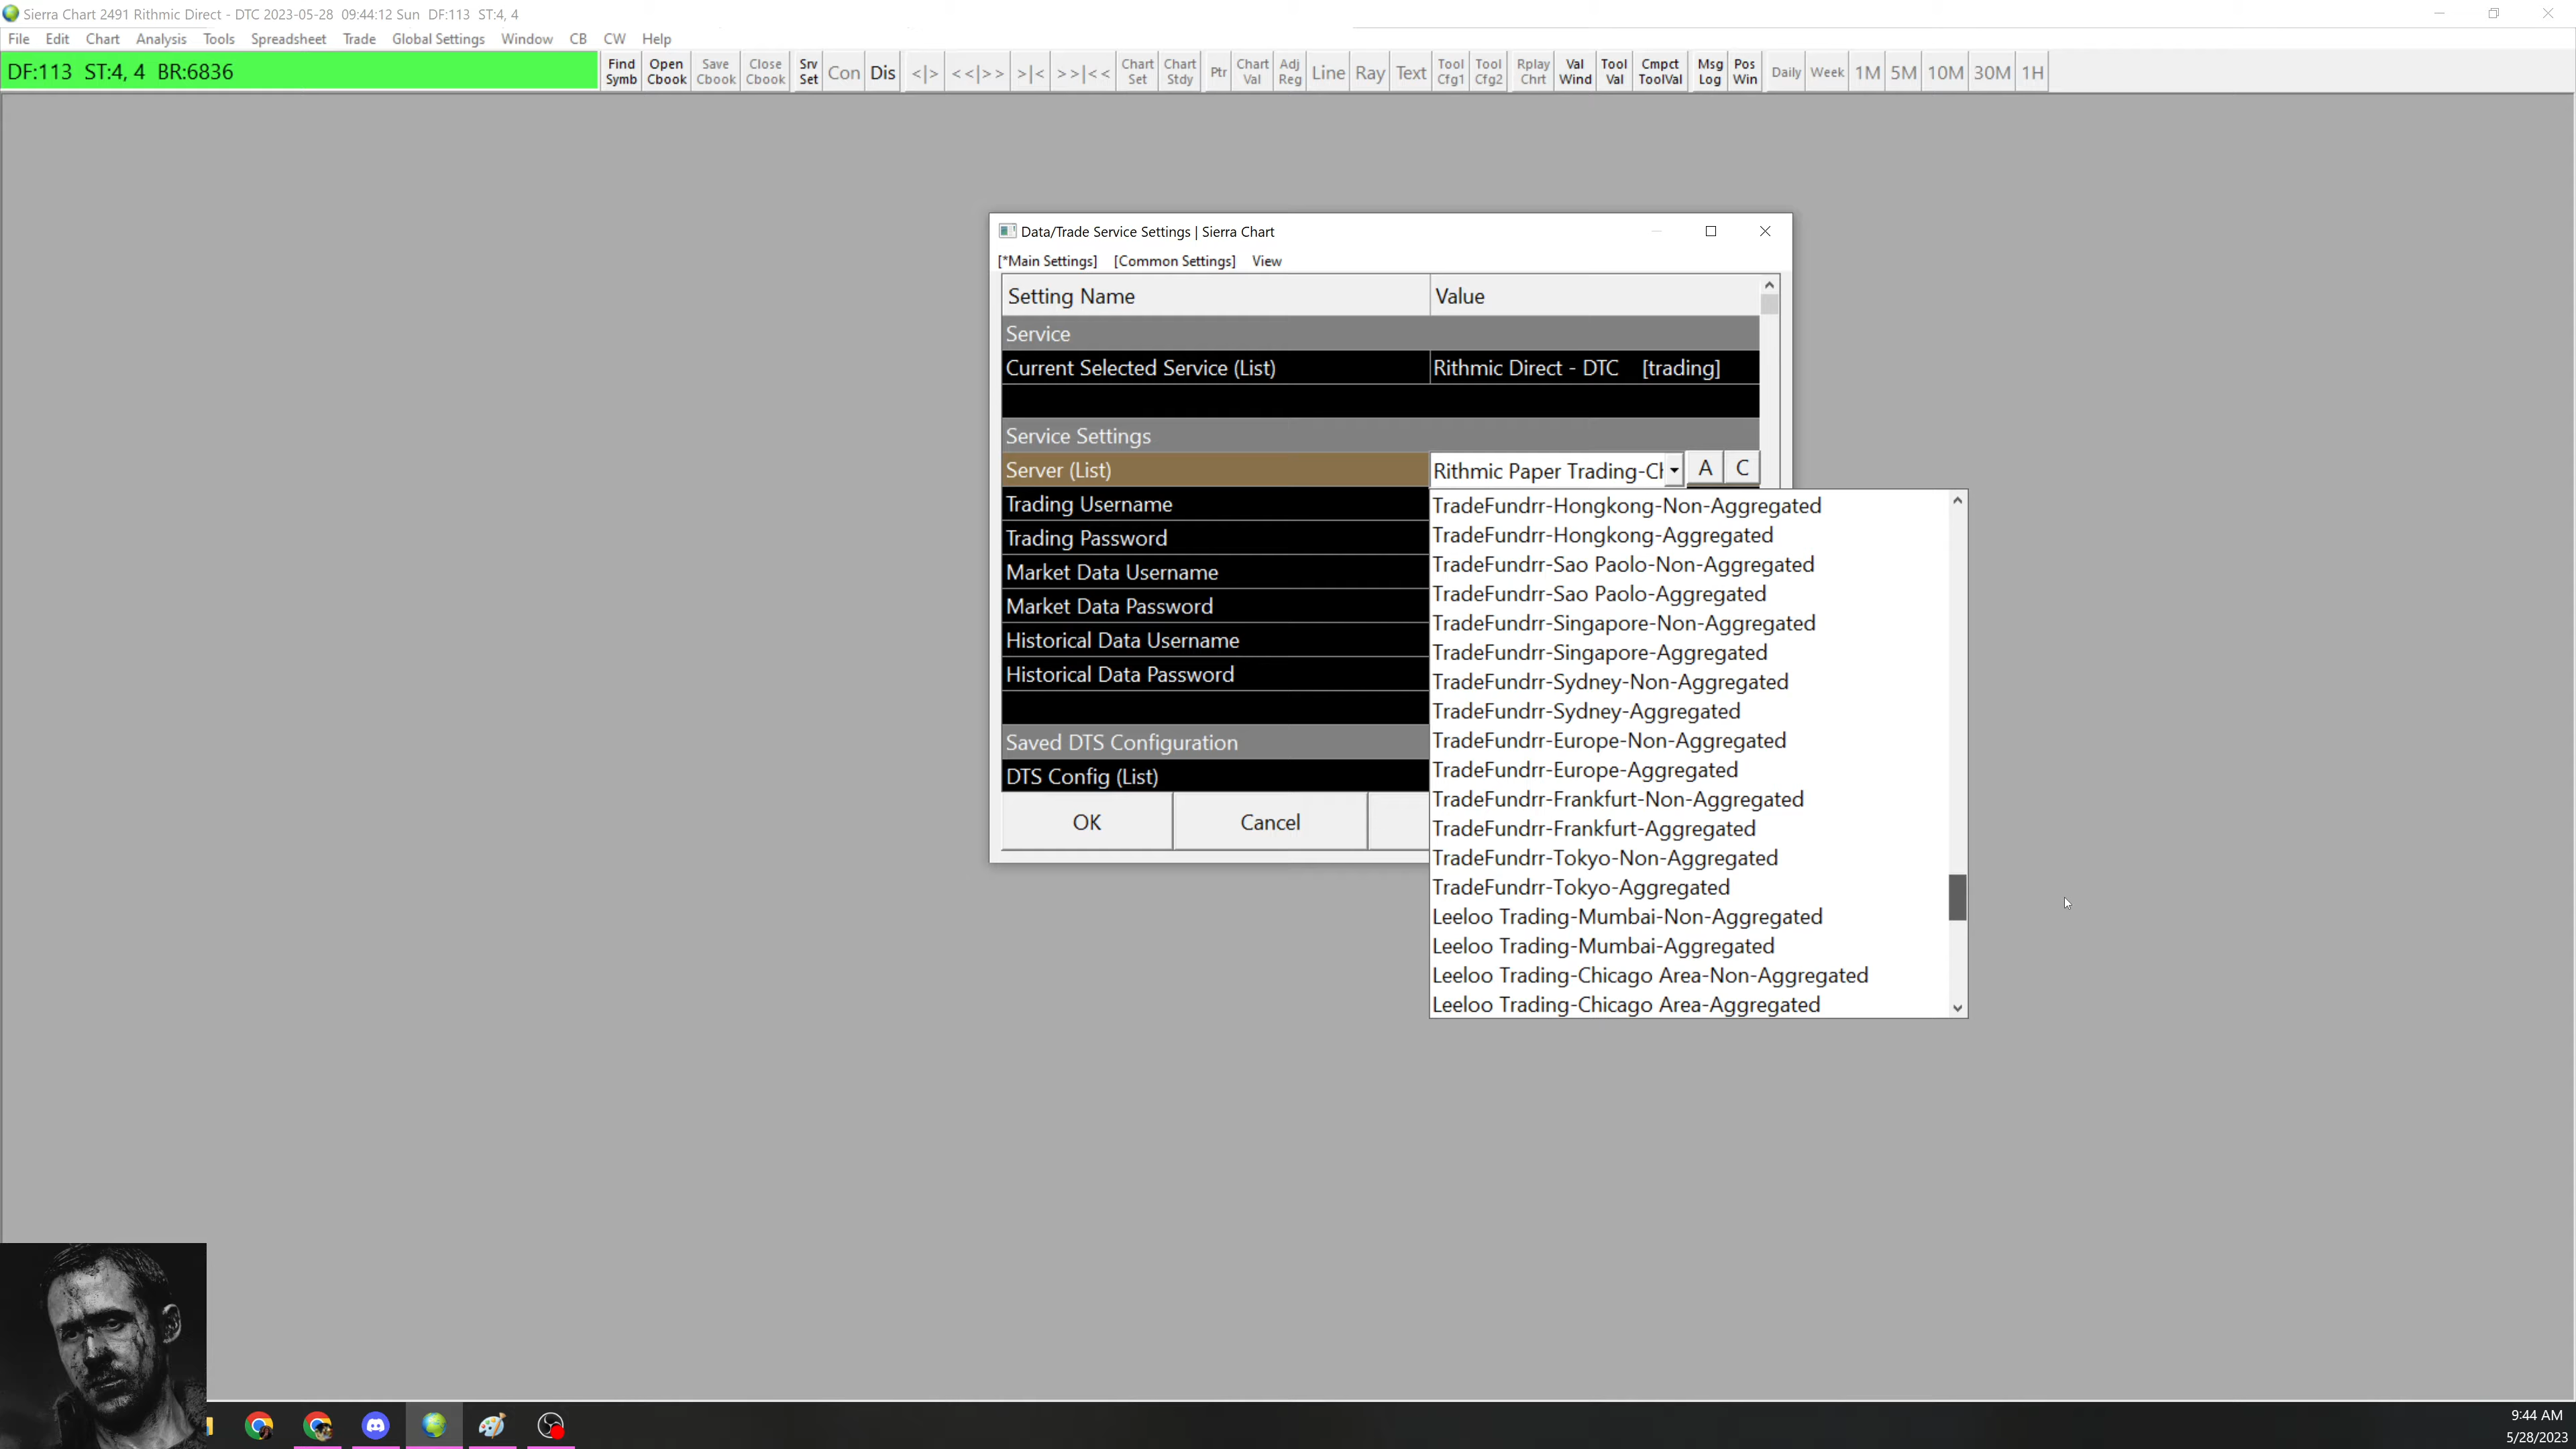 Sierra Chart 2491 Rithmic Direct - DTC 2023-05-28 09:44:12 Sun DF:113 ST:4, 4
File Edit Chart Analysis Tools Spreadsheet Trade Global Settings Window CB CW Help
DF:113 ST:4, 4 BR:6836
Find Symb Open Cbook Save Cbook Close Cbook Srv Set Con Dis <|> <<|>> >|< >>|<< Chart Set Chart Stdy Ptr Chart Val Adj Reg Line Ray Text Tool Cfg1 Tool Cfg2 Rplay Chrt Val Wind Tool Val Cmpct ToolVal Msg Log Pos Win Daily Week 1M 5M 10M 30M 1H
Data/Trade Service Settings | Sierra Chart
[*Main Settings] [Common Settings] View
Setting Name Value
Service
Current Selected Service (List) Rithmic Direct - DTC [trading]
Service Settings
Server (List) Rithmic Paper Trading-Cl A C
Trading Username
Trading Password
Market Data Username
Market Data Password
Historical Data Username
Historical Data Password
Saved DTS Configuration
DTS Config (List)
OK Cancel
TradeFundrr-Hongkong-Non-Aggregated
TradeFundrr-Hongkong-Aggregated
TradeFundrr-Sao Paolo-Non-Aggregated
TradeFundrr-Sao Paolo-Aggregated
TradeFundrr-Singapore-Non-Aggregated
TradeFundrr-Singapore-Aggregated
TradeFundrr-Sydney-Non-Aggregated
TradeFundrr-Sydney-Aggregated
TradeFundrr-Europe-Non-Aggregated
TradeFundrr-Europe-Aggregated
TradeFundrr-Frankfurt-Non-Aggregated
TradeFundrr-Frankfurt-Aggregated
TradeFundrr-Tokyo-Non-Aggregated
TradeFundrr-Tokyo-Aggregated
Leeloo Trading-Mumbai-Non-Aggregated
Leeloo Trading-Mumbai-Aggregated
Leeloo Trading-Chicago Area-Non-Aggregated
Leeloo Trading-Chicago Area-Aggregated
9:44 AM
5/28/2023